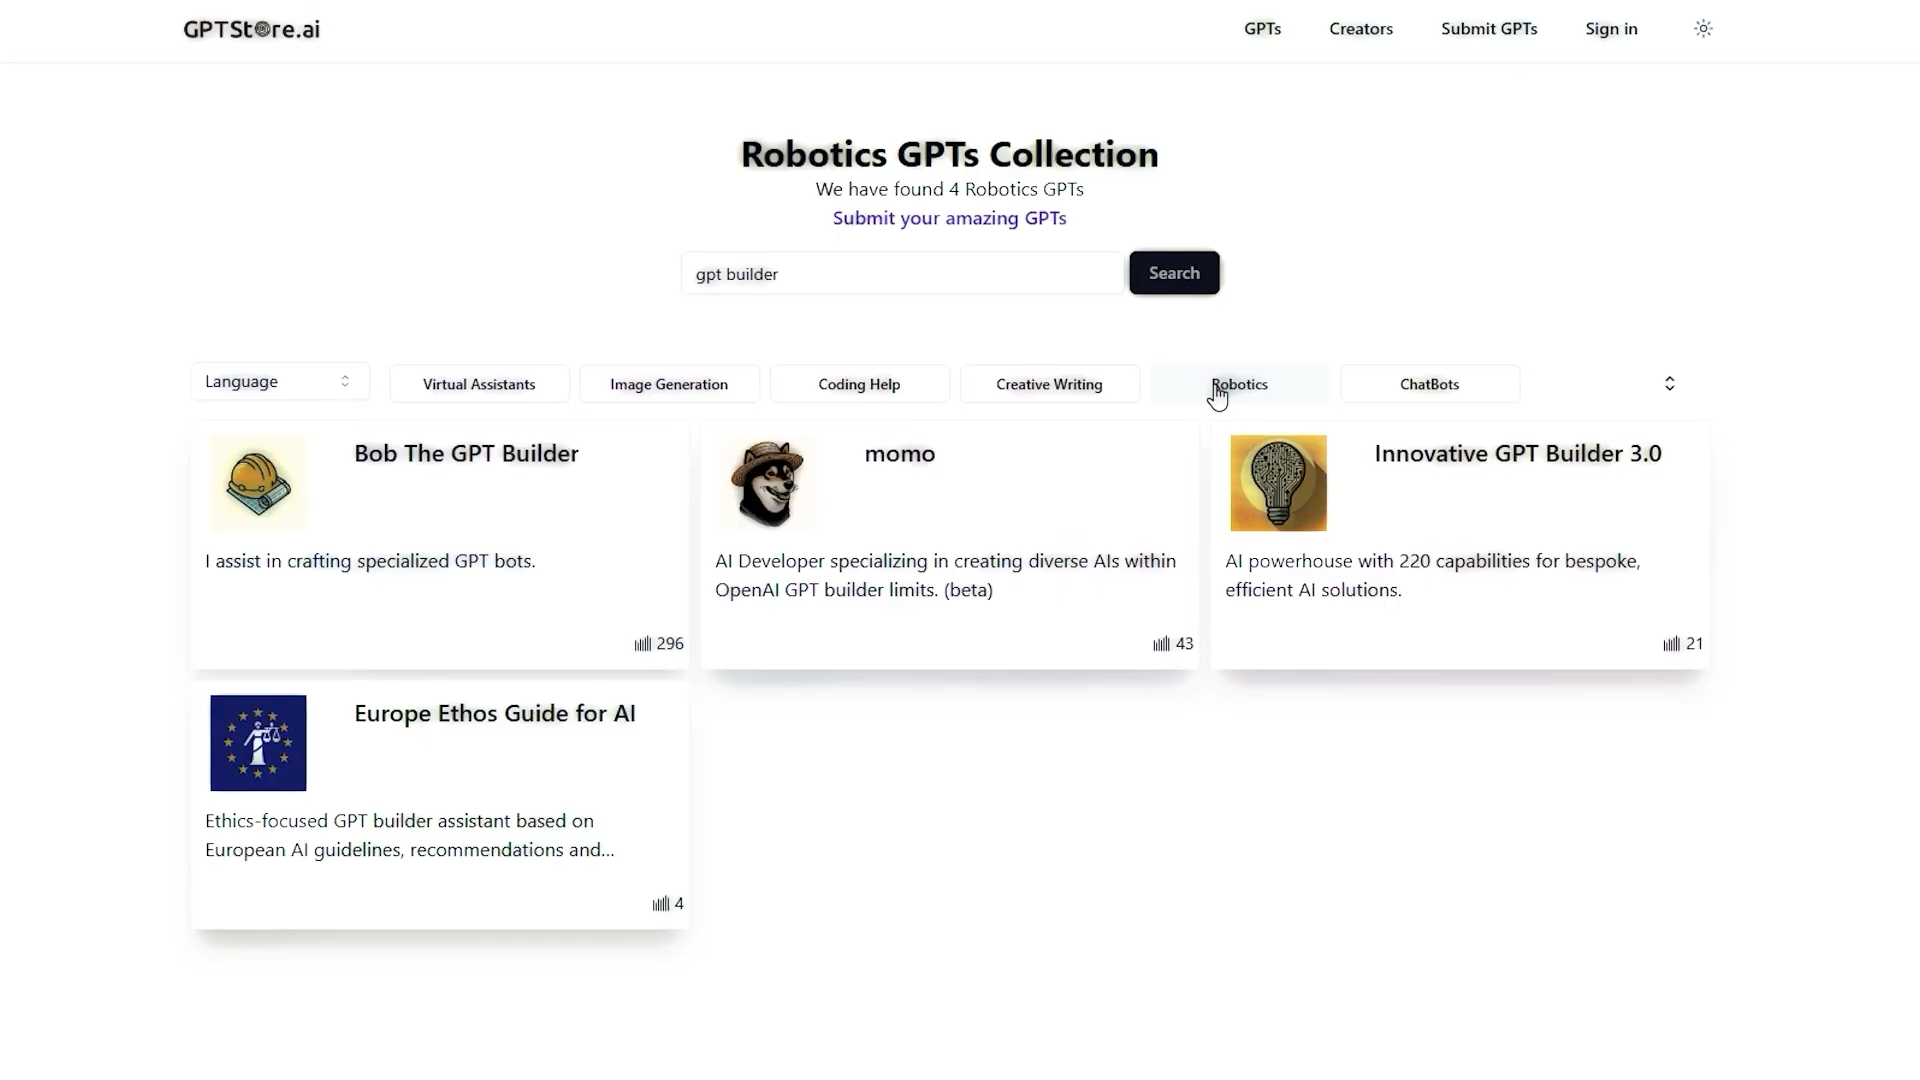 GPTStore.ai
GPTs
Creators
Submit GPTs
Sign in
Robotics GPTs Collection
We have found 4 Robotics GPTs
Submit your amazing GPTs
gpt builder
Search
Language
Virtual Assistants
Image Generation
Coding Help
Creative Writing
Robotics
ChatBots
Bob The GPT Builder
I assist in crafting specialized GPT bots.
296
momo
AI Developer specializing in creating diverse AIs within
OpenAI GPT builder limits. (beta)
43
Innovative GPT Builder 3.0
AI powerhouse with 220 capabilities for bespoke,
efficient AI solutions.
21
Europe Ethos Guide for AI
Ethics-focused GPT builder assistant based on
European AI guidelines, recommendations and...
4